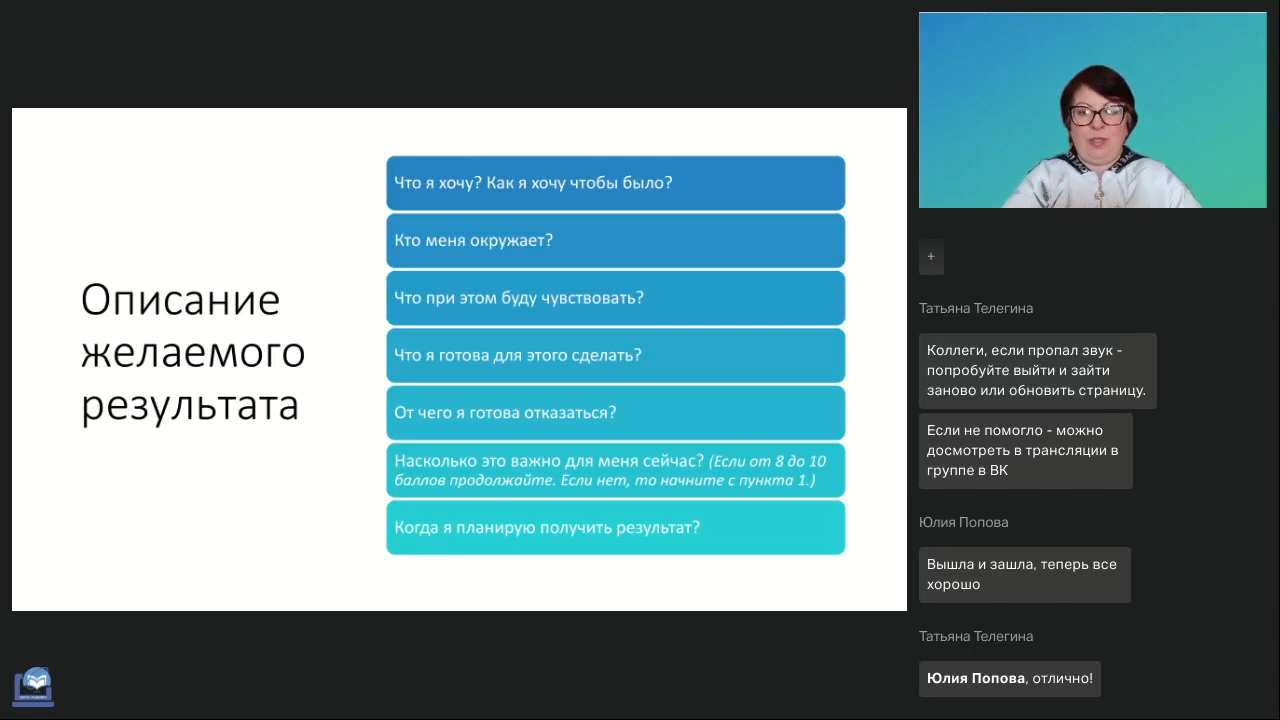 Описание
желаемого
результата
Что я хочу? Как я хочу чтобы было?
Кто меня окружает?
Что при этом буду чувствовать?
Что я готова для этого сделать?
От чего я готова отказаться?
Насколько это важно для меня сейчас? (Если от 8 до 10
баллов продолжайте. Если нет, то начните с пункта 1.)
Когда я планирую получить результат?
+
Татьяна Телегина
Коллеги, если пропал звук -
попробуйте выйти и зайти
заново или обновить страницу.
Если не помогло - можно
досмотреть в трансляции в
группе в ВК
Юлия Попова
Вышла и зашла, теперь все
хорошо
Татьяна Телегина
Юлия Попова, отлично!